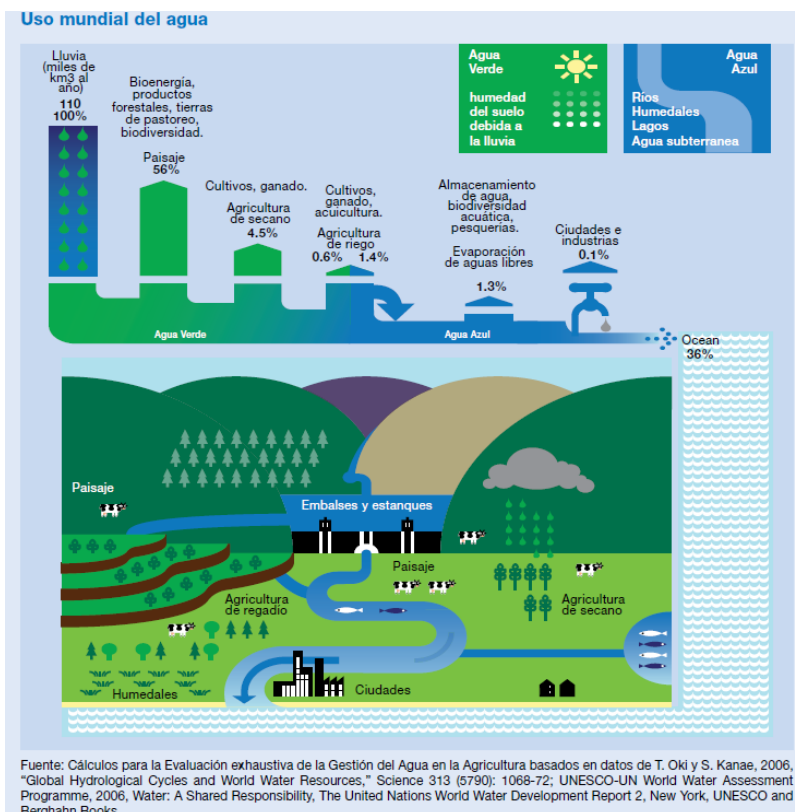 Uso mundial del agua
Lluvia
(miles de
km3 al
año)
110
100%
Bioenergía,
productos
forestales, tierras
de pastoreo,
biodiversidad.
Paisaje
56%
Cultivos, ganado.
Agricultura
de secano
4.5%
Cultivos,
ganado,
acuicultura.
Agricultura
de riego
0.6% 1.4%
Almacenamiento
de agua,
biodiversidad
acuática,
pesquerías.
Evaporación
de aguas libres
1.3%
Ciudades e
industrias
0.1%
Agua
Verde
humedad
del suelo
debida a
la lluvia
Agua
Azul
Ríos
Humedales
Lagos
Agua subterranea
Agua Verde
Agua Azul
Ocean
36%
Paisaje
Embalses y estanques
Paisaje
Agricultura
de regadio
Agricultura
de secano
Humedales
Ciudades
Fuente: Cálculos para la Evaluación exhaustiva de la Gestión del Agua en la Agricultura basados en datos de T. Oki y S. Kanae, 2006,
“Global Hydrological Cycles and World Water Resources,” Science 313 (5790): 1068-72; UNESCO-UN World Water Assessment
Programme, 2006, Water: A Shared Responsibility, The United Nations World Water Development Report 2, New York, UNESCO and
Berghahn Books